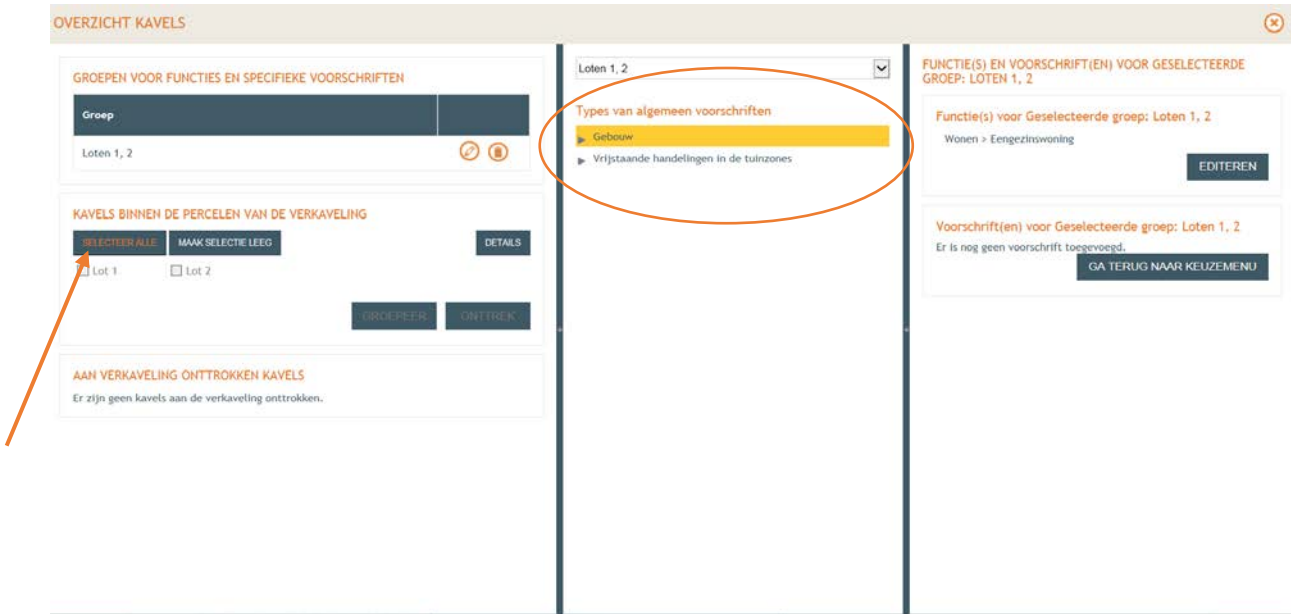 OVERZICHT KAVELS
GROEPEN VOOR FUNCTIES EN SPECIFIEKE VOORSCHRIFTEN
Groep
Loten 1, 2
KAVELS BINNEN DE PERCELEN VAN DE VERKAVELING
SELECTEER ALLE MAAK SELECTIE LEEG DETAILS
Lot 1 Lot 2
GROEPEER ONTTREK
AAN VERKAVELING ONTTROKKEN KAVELS
Er zijn geen kavels aan de verkaveling onttrokken.
Loten 1, 2
Types van algemeen voorschriften
Gebouw
Vrijstaande handelingen in de tuinzones
FUNCTIE(S) EN VOORSCHRIFT(EN) VOOR GESELECTEERDE
GROEP: LOTEN 1, 2
Functie(s) voor Geselecteerde groep: Loten 1, 2
Wonen > Eengezinswoning
EDITEREN
Voorschrift(en) voor Geselecteerde groep: Loten 1, 2
Er is nog geen voorschrift toegevoegd.
GA TERUG NAAR KEUZEMENU